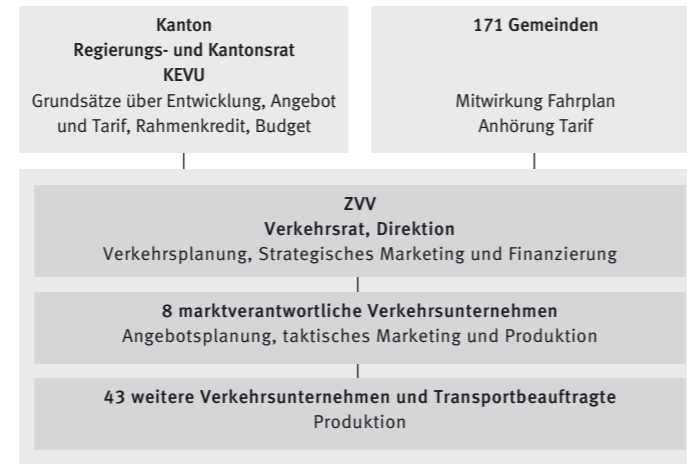 Kanton
Regierungs- und Kantonsrat
KEVU
Grundsätze über Entwicklung, Angebot
und Tarif, Rahmenkredit, Budget
171 Gemeinden
Mitwirkung Fahrplan
Anhörung Tarif
ZVV
Verkehrsrat, Direktion
Verkehrsplanung, Strategisches Marketing und Finanzierung
8 marktverantwortliche Verkehrsunternehmen
Angebotsplanung, taktisches Marketing und Produktion
43 weitere Verkehrsunternehmen und Transportbeauftragte
Produktion